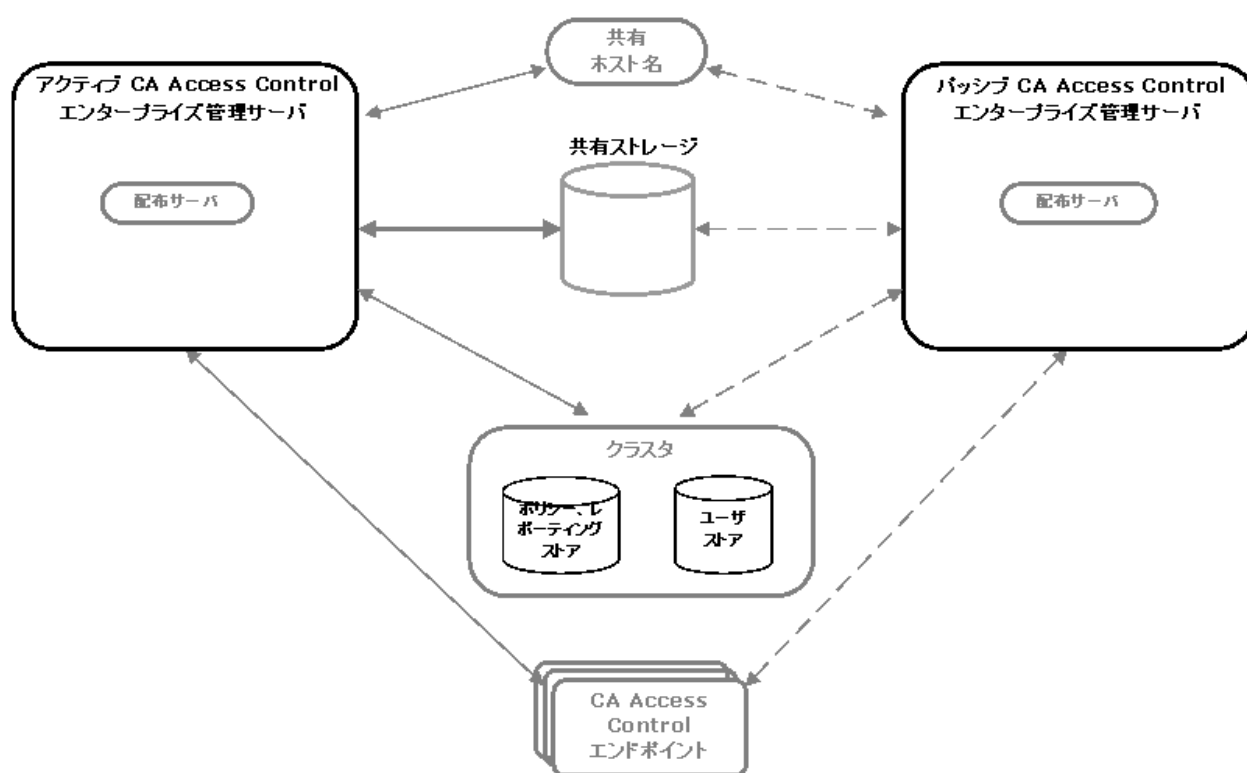 共有
ホスト名
アクティブ CA Access Control
エンタープライズ管理サーバ
パッシブ CA Access Control
エンタープライズ管理サーバ
共有ストレージ
配布サーバ
配布サーバ
クラスタ
ポリシー、レ
ポーティング
ストア
ユーザ
ストア
CA Access
Control
エンドポイント